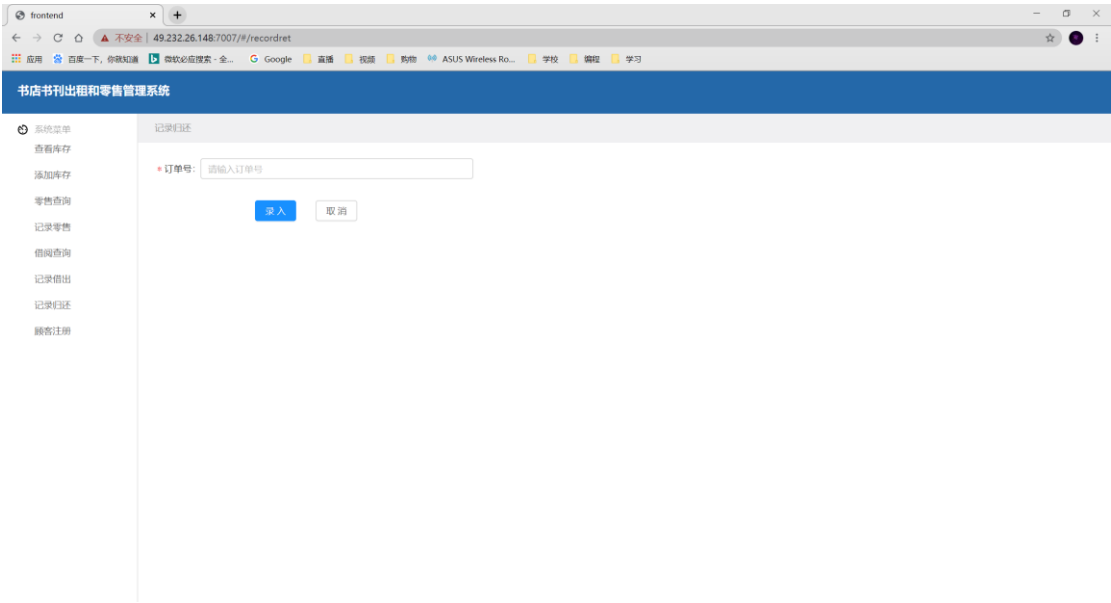 frontend
不安全 | 49.232.26.148:7007/#/recordret
应用 百度一下，你就知道 微软必应搜索 - 全... Google 直播 视频 购物 ASUS Wireless Ro... 学校 编程 学习
书店书刊出租和零售管理系统
系统菜单
查看库存
添加库存
零售查询
记录零售
借阅查询
记录借出
记录归还
顾客注册
记录归还
* 订单号: 请输入订单号
录入 取消